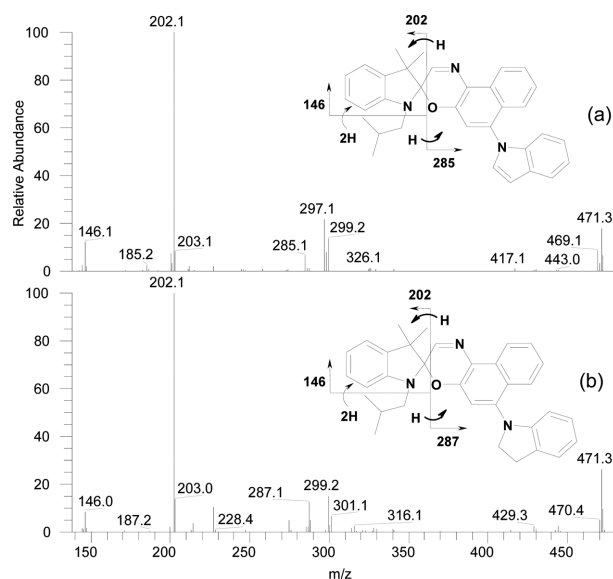 (a)
202.1
100
80
60
40
20
0
Relative Abundance
146.1
185.2
203.1
285.1
297.1
299.2
326.1
417.1
443.0
469.1
471.3
202
H
N
146
N
O
2H
H
285
N
(b)
202.1
100
80
60
40
20
0
146.0
187.2
203.0
228.4
287.1
299.2
301.1
316.1
429.3
470.4
471.3
202
H
N
146
N
O
2H
H
287
N
150 200 250 300 350 400 450
m/z